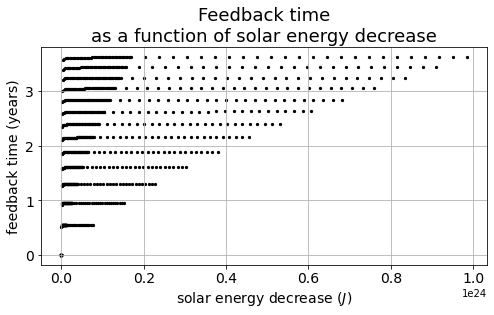 Feedback time
as a function of solar energy decrease
feedback time (years)
3
2
1
0
0.0 0.2 0.4 0.6 0.8 1.0
1e24
solar energy decrease (J)